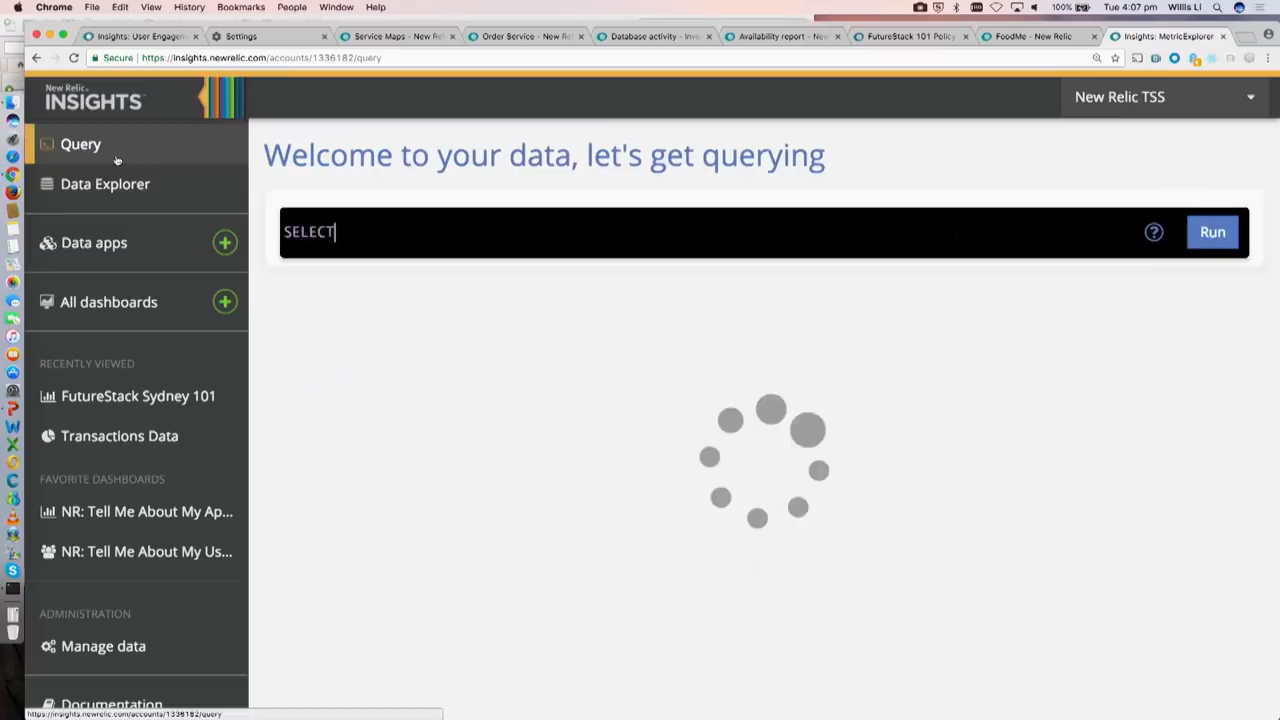 Chrome File Edit View History Bookmarks People Window Help 100% Tue 4:07 pm Willis Li
Insights: User Engagem Settings Service Maps - New Rel Order Service - New Rel Database activity - Inve Availability report - New FutureStack 101 Policy FoodMe - New Relic Insights: MetricExplorer
Secure https://insights.newrelic.com/accounts/1336182/query
New Relic
INSIGHTS
New Relic TSS
Query
Data Explorer
Data apps
All dashboards
RECENTLY VIEWED
FutureStack Sydney 101
Transactions Data
FAVORITE DASHBOARDS
NR: Tell Me About My Ap...
NR: Tell Me About My Us...
ADMINISTRATION
Manage data
Documentation
Welcome to your data, let's get querying
SELECT
? Run
https://insights.newrelic.com/accounts/1336182/query